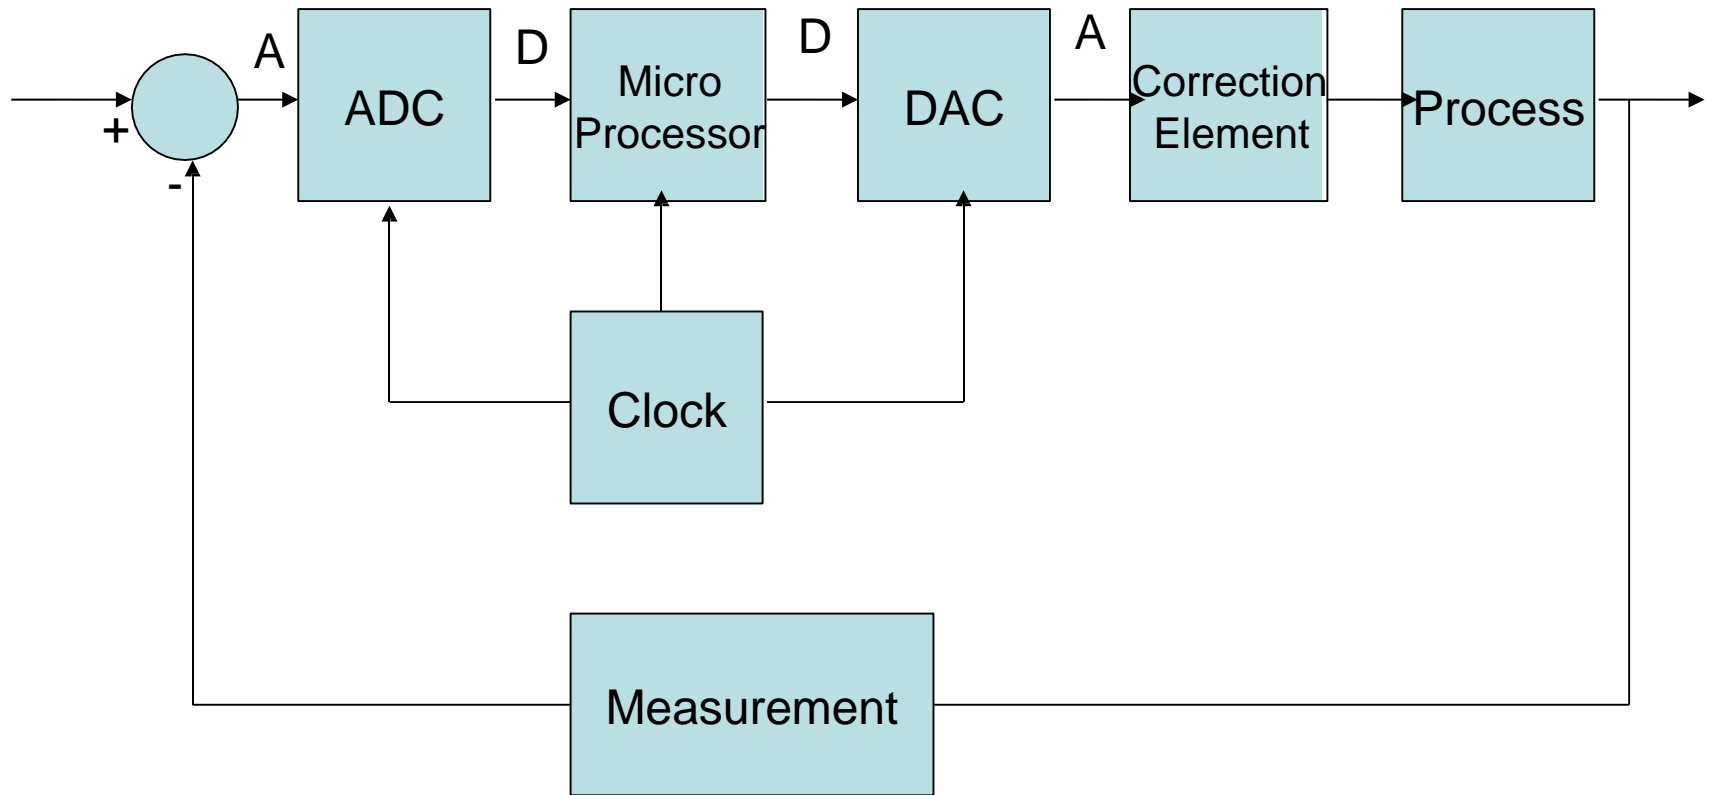 A
D
D
A
ADC
Micro
Processor
DAC
Correction
Element
Process
+
-
Clock
Measurement